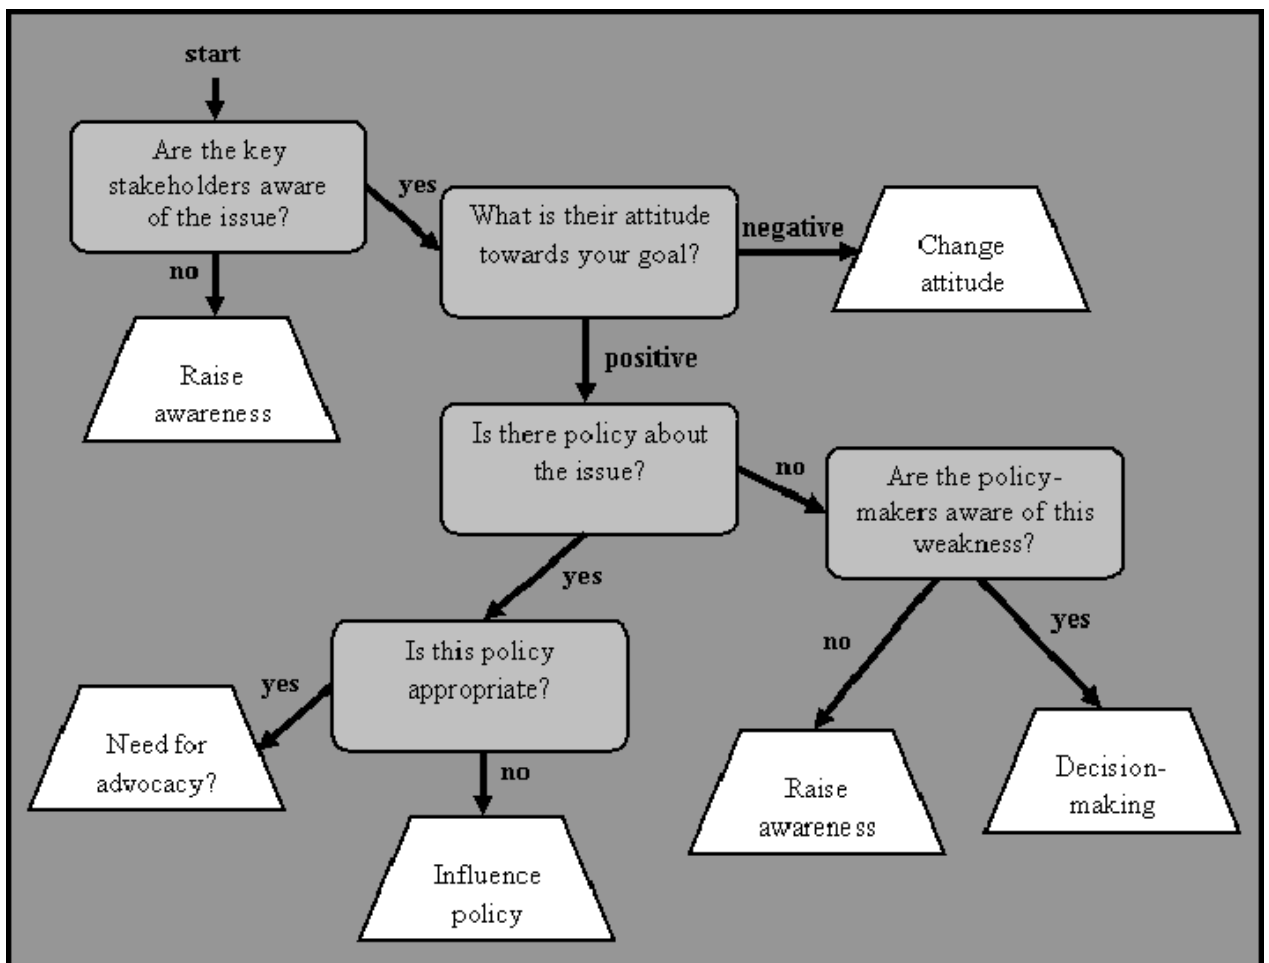 start
Are the key
stakeholders aware
of the issue?
yes
What is their attitude
towards your goal?
negative
Change
attitude
no
Raise
awareness
positive
Is there policy about
the issue?
no
Are the policy-
makers aware of this
weakness?
yes
Is this policy
appropriate?
yes
Need for
advocacy?
no
Influence
policy
no
Raise
awareness
yes
Decision-
making